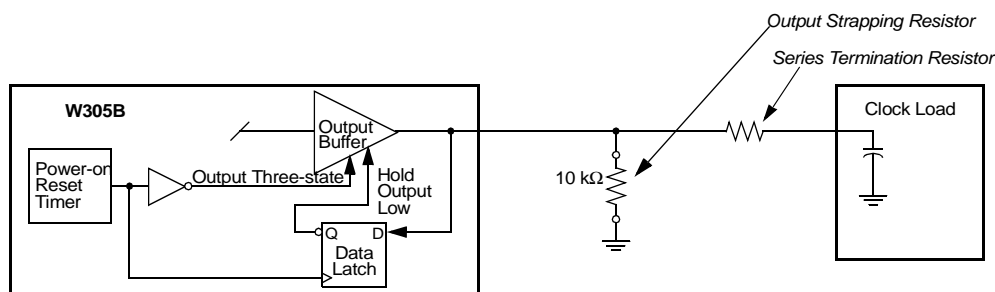 Output Strapping Resistor
Series Termination Resistor
W305B
Clock Load
Output
Buffer
Power-on
Reset
Timer
Output Three-state
Hold
Output
Low
10 kΩ
Q
D
Data
Latch